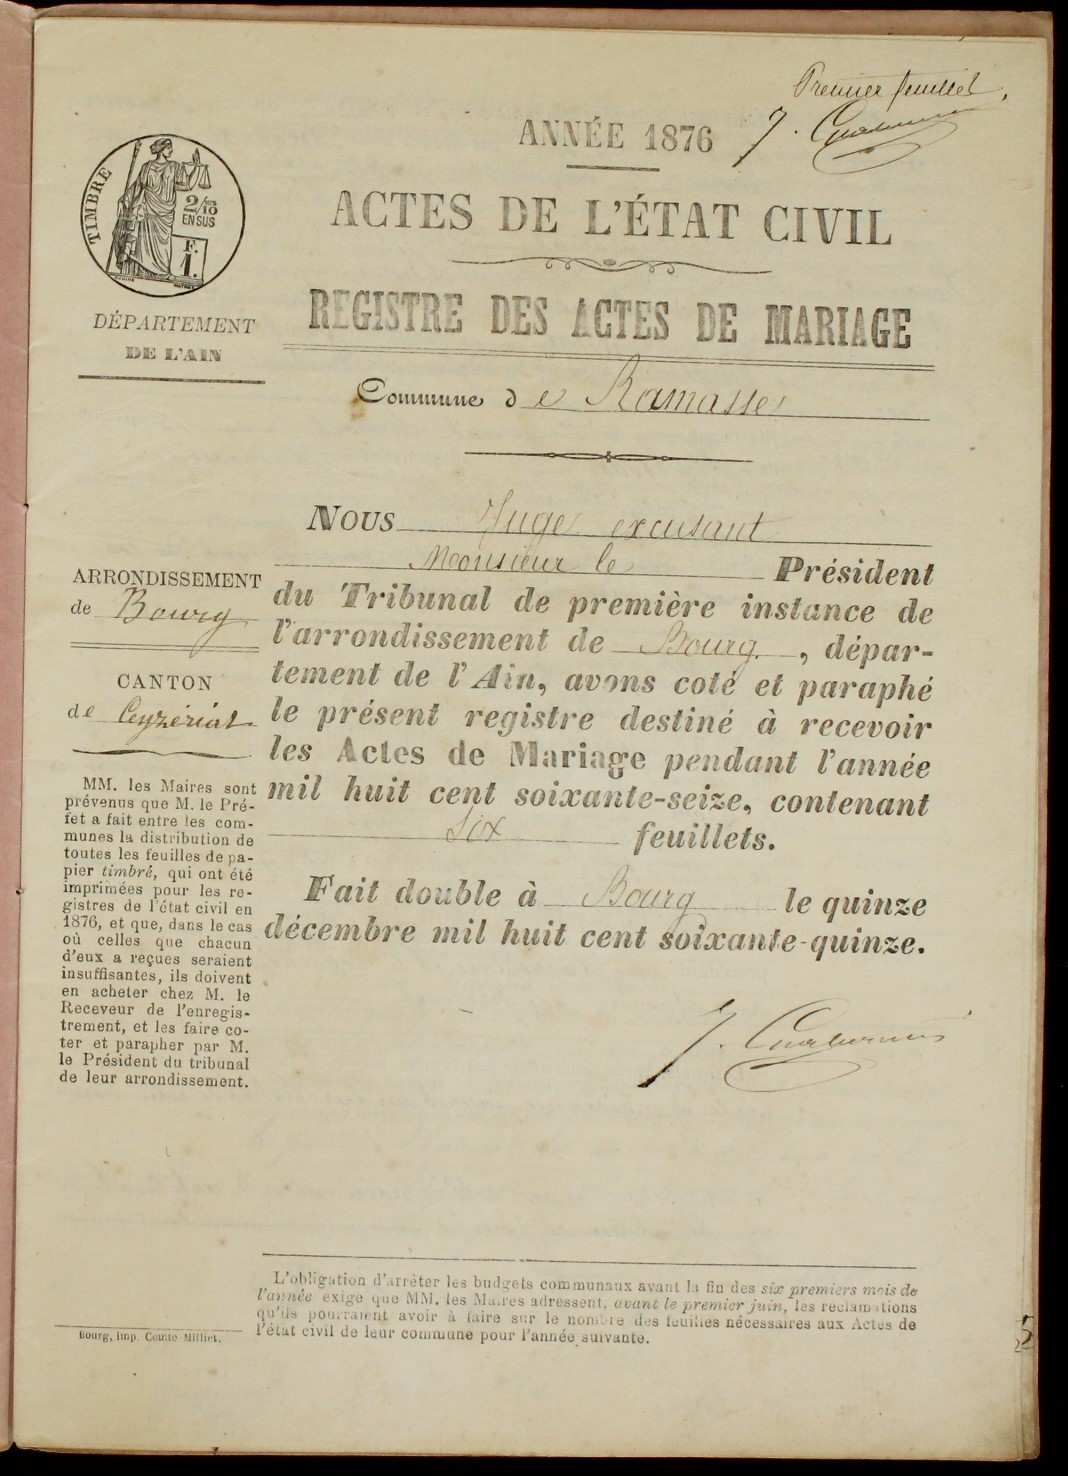 Premier feuillet,
ANNÉE 1876
ACTES DE L'ÉTAT CIVIL
REGISTRE DES ACTES DE MARIAGE
TIMBRE
2/10
EN SUS
F.
1.
DÉPARTEMENT
DE L'AIN
Commune de Ramasse
NOUS Juge excusant
Monsieur le Président
du Tribunal de première instance de
l'arrondissement de Bourg, dépar-
tement de l'Ain, avons coté et paraphé
le présent registre destiné à recevoir
les Actes de Mariage pendant l'année
mil huit cent soixante-seize, contenant
Six feuillets.
Fait double à Bourg le quinze
décembre mil huit cent soixante-quinze.
ARRONDISSEMENT
de Bourg
CANTON
de Ceyzériat
MM. les Maires sont
prévenus que M. le Pré-
fet a fait entre les com-
munes la distribution de
toutes les feuilles de pa-
pier timbré, qui ont été
imprimées pour les re-
gistres de l'état civil en
1876, et que, dans le cas
où celles que chacun
d'eux a reçues seraient
insuffisantes, ils doivent
en acheter chez M. le
Receveur de l'enregis-
trement, et les faire co-
ter et parapher par M.
le Président du tribunal
de leur arrondissement.
L'obligation d'arrêter les budgets communaux avant la fin des six premiers mois de
l'année exige que MM. les Maires adressent, avant le premier juin, les réclamations
qu'ils pourraient avoir à faire sur le nombre des feuilles nécessaires aux Actes de
l'état civil de leur commune pour l'année suivante.
Bourg, Imp. Comte Milliet.